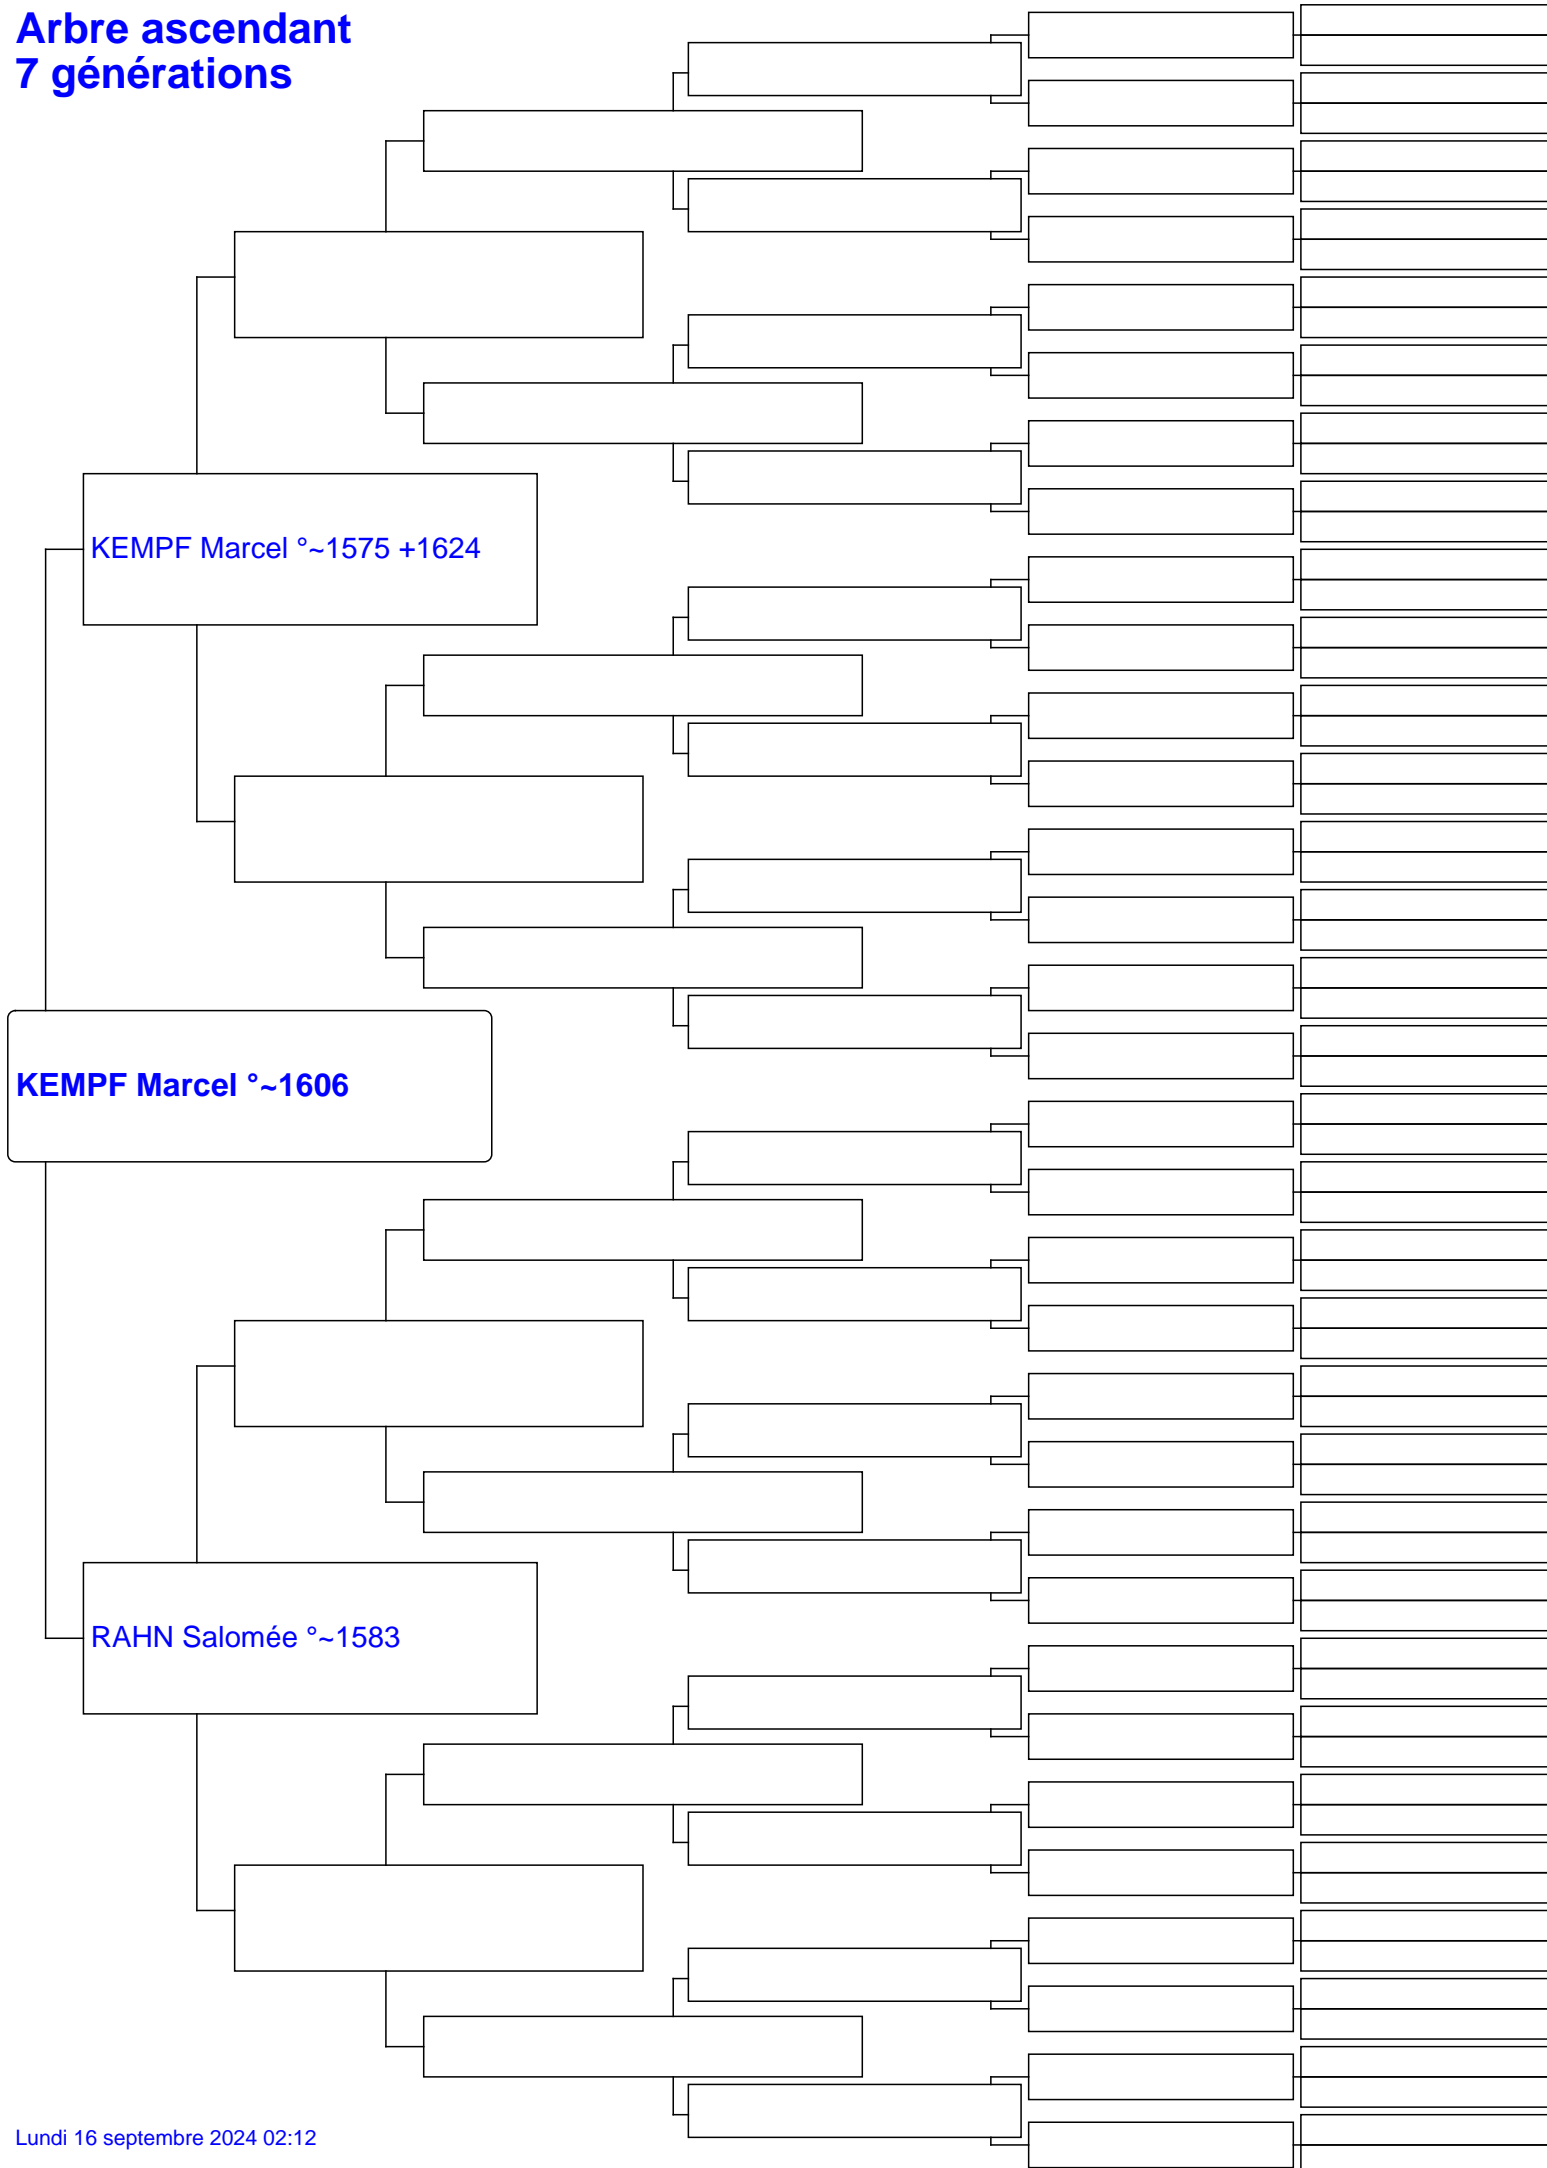 Arbre ascendant
7 générations
KEMPF Marcel °~1575 +1624
KEMPF Marcel °~1606
RAHN Salomée °~1583
Lundi 16 septembre 2024 02:12